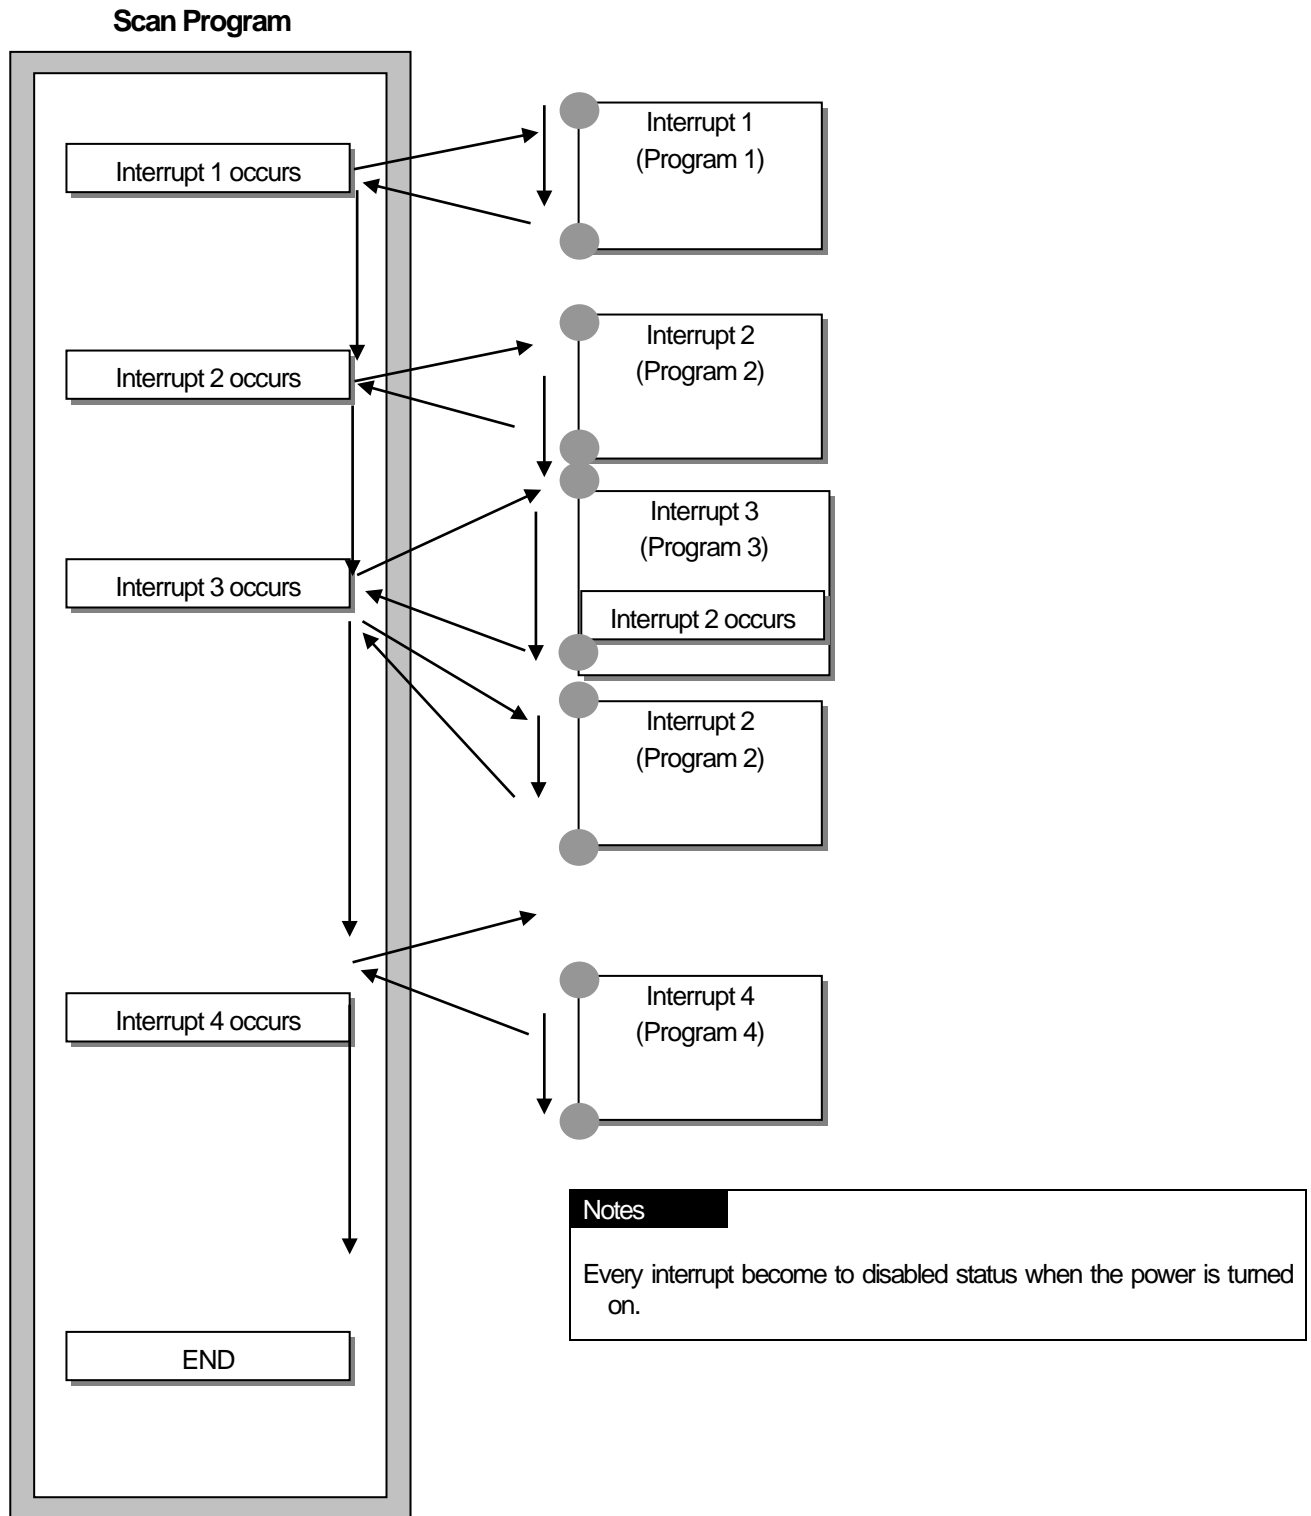 Scan Program
Interrupt 1 occurs
Interrupt 1
(Program 1)
Interrupt 2 occurs
Interrupt 2
(Program 2)
Interrupt 3 occurs
Interrupt 3
(Program 3)
Interrupt 2 occurs
Interrupt 2
(Program 2)
Interrupt 4 occurs
Interrupt 4
(Program 4)
Notes
Every interrupt become to disabled status when the power is turned
on.
END